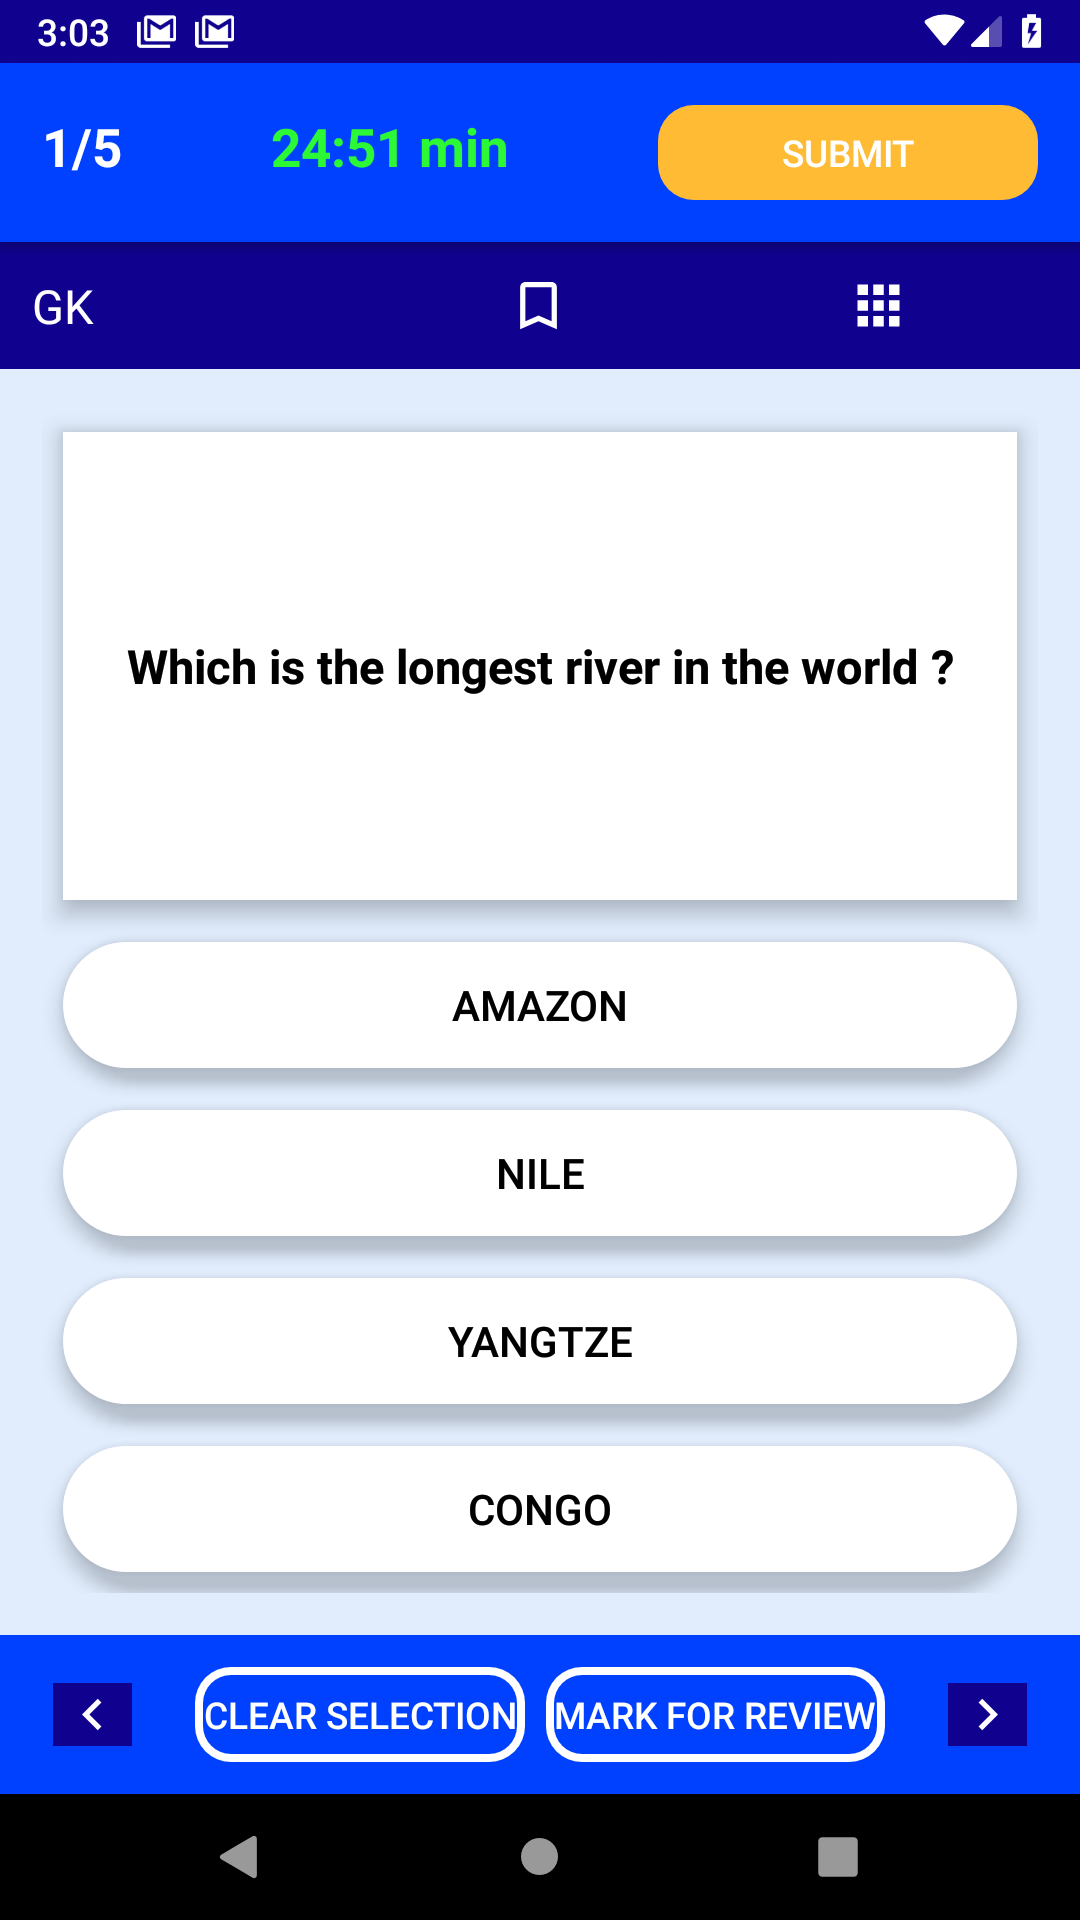 3:03
1/5 24:51 min SUBMIT
GK
Which is the longest river in the world ?
AMAZON
NILE
YANGTZE
CONGO
CLEAR SELECTION MARK FOR REVIEW